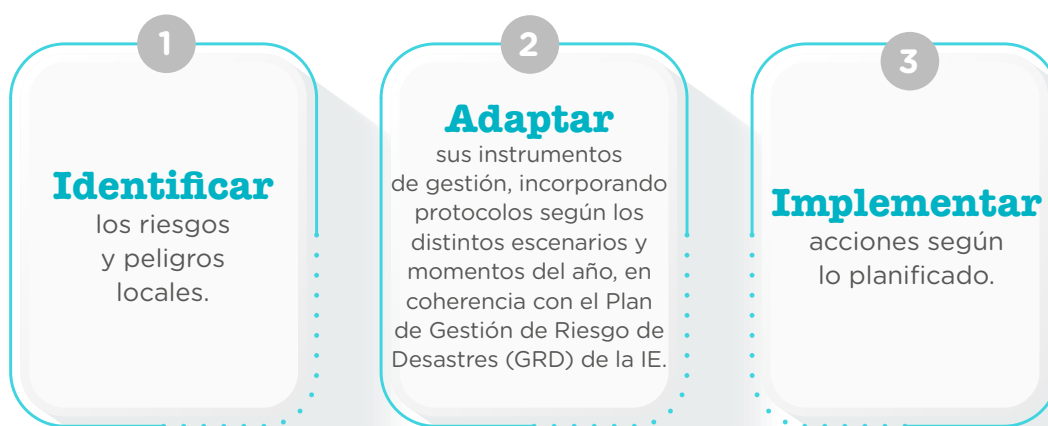 1
Identificar
los riesgos
y peligros
locales.
2
Adaptar
sus instrumentos
de gestión, incorporando
protocolos según los
distintos escenarios y
momentos del año, en
coherencia con el Plan
de Gestión de Riesgo de
Desastres (GRD) de la IE.
3
Implementar
acciones según
lo planificado.